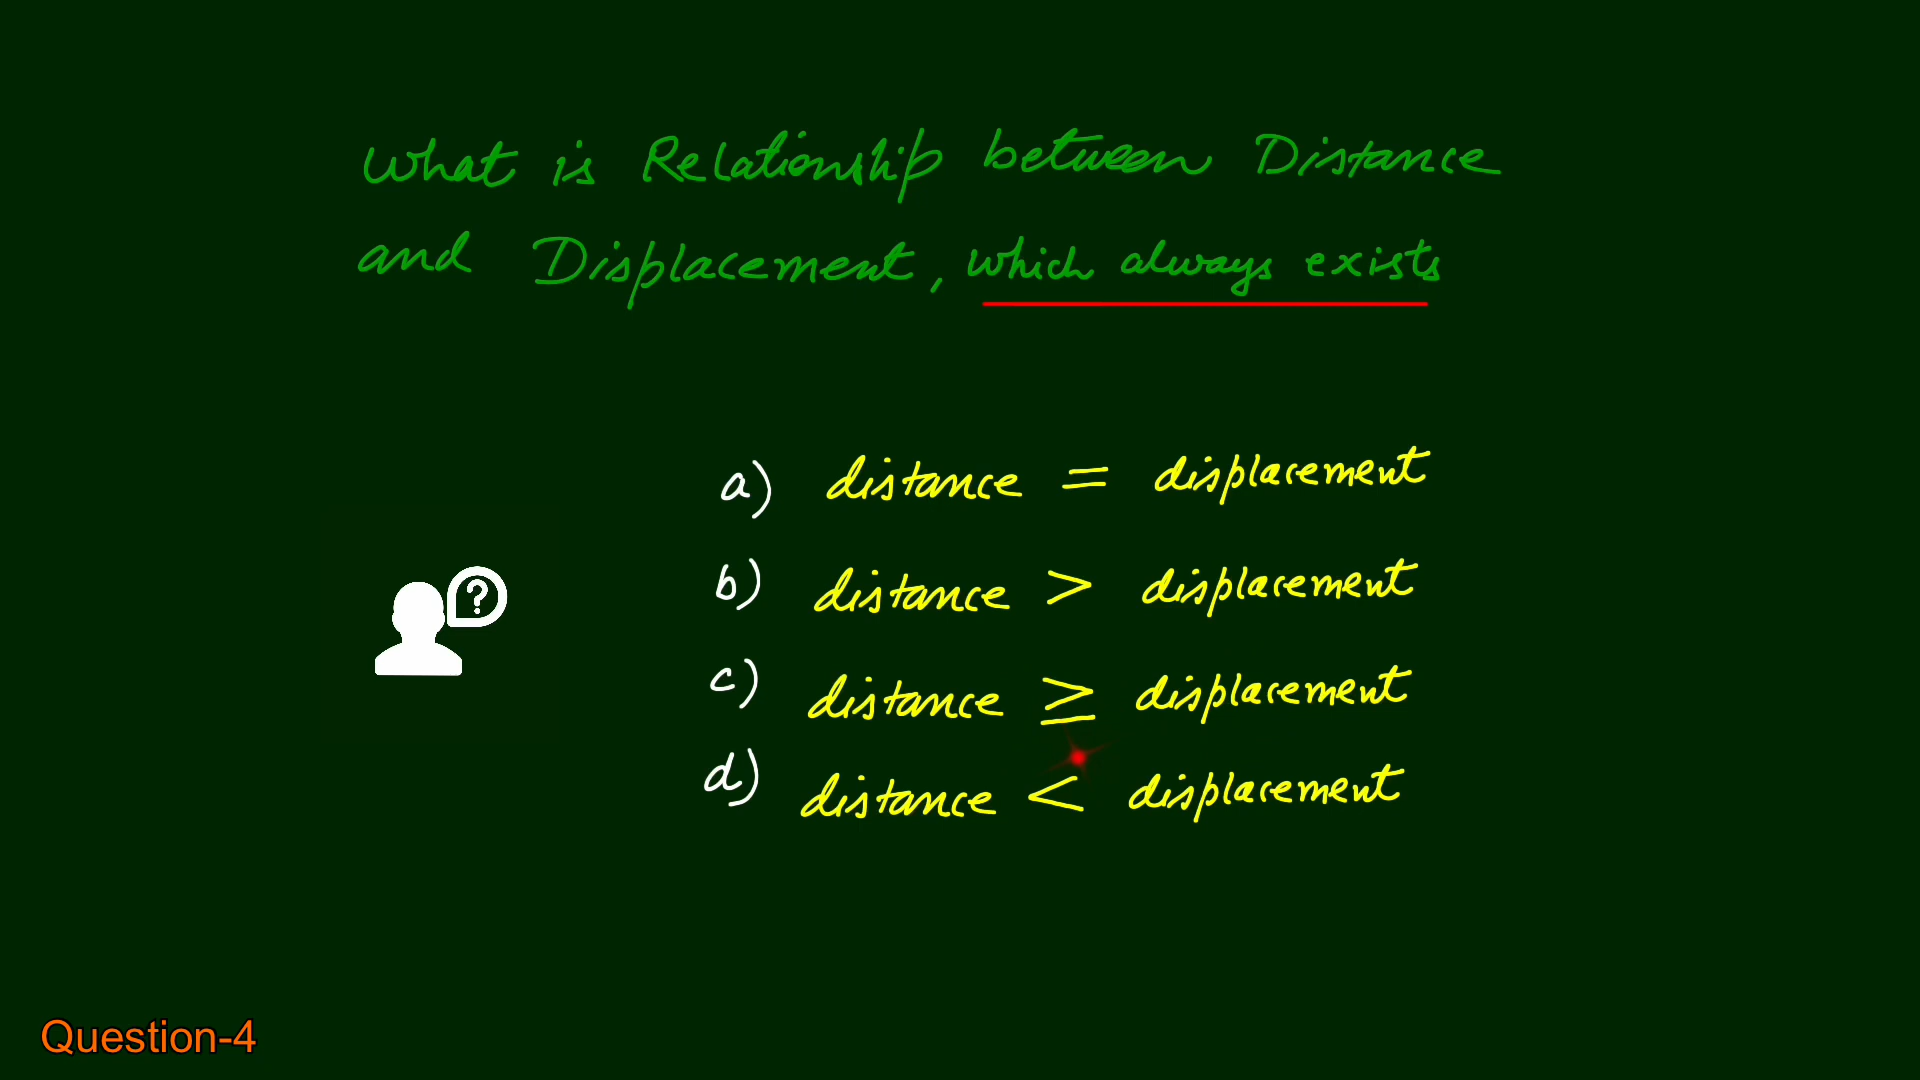 What is Relationship between Distance
and Displacement, which always exists
a) distance = displacement
?
b) distance > displacement
c) distance ≥ displacement
d) distance < displacement
Question-4